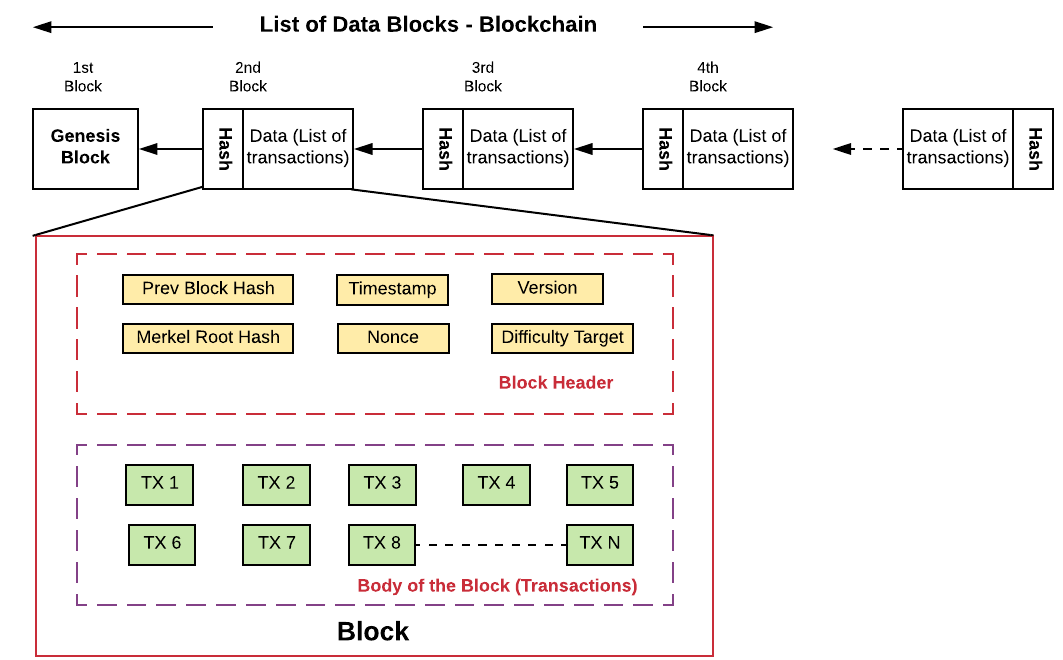 List of Data Blocks - Blockchain
1st
Block
2nd
Block
3rd
Block
4th
Block
Genesis
Block
Hash
Data (List of
transactions)
Hash
Data (List of
transactions)
Hash
Data (List of
transactions)
Data (List of
transactions)
Hash
Prev Block Hash
Timestamp
Version
Merkel Root Hash
Nonce
Difficulty Target
Block Header
TX 1
TX 2
TX 3
TX 4
TX 5
TX 6
TX 7
TX 8
TX N
Body of the Block (Transactions)
Block